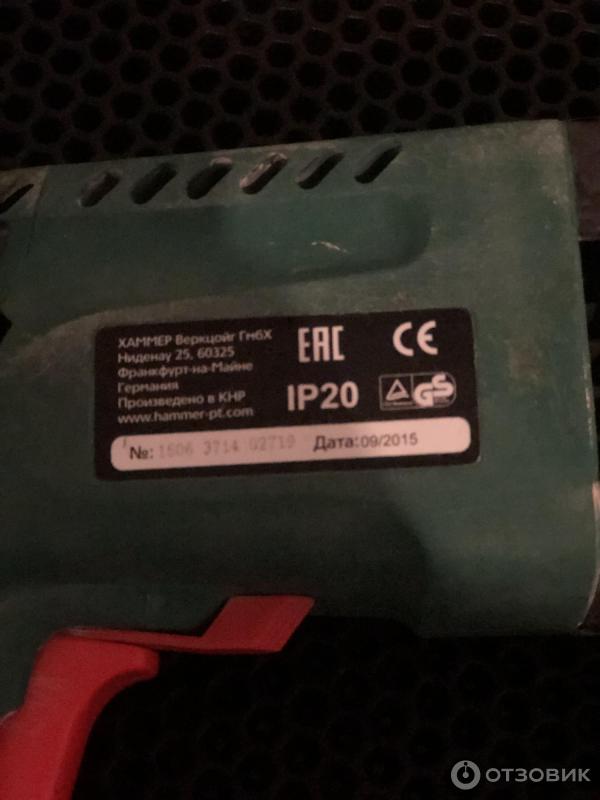 ХАММЕР Веркцойг ГмбХ
Ниденау 25, 60325
Франкфурт-на-Майне
Германия
Произведено в КНР
www.hammer-pt.com
EAC CE
IP20 GS
№: 1506 3714 02719 Дата:09/2015
ОТЗОВИК